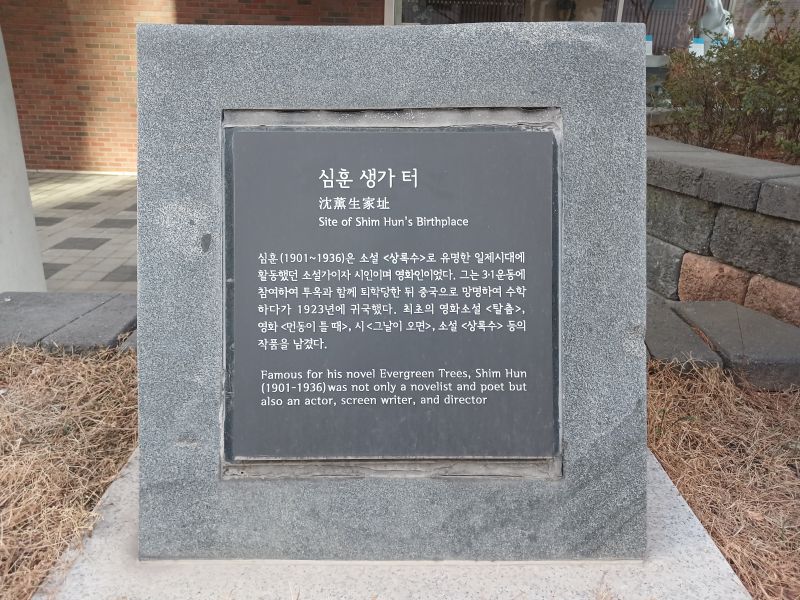 심훈 생가 터
沈薰生家址
Site of Shim Hun's Birthplace
심훈(1901~1936)은 소설 <상록수>로 유명한 일제시대에
활동했던 소설가이자 시인이며 영화인이었다. 그는 3·1운동에
참여하여 투옥과 함께 퇴학당한 뒤 중국으로 망명하여 수학
하다가 1923년에 귀국했다. 최초의 영화소설 <탈춤>,
영화 <먼동이 틀 때>, 시 <그날이 오면>, 소설 <상록수> 등의
작품을 남겼다.
Famous for his novel Evergreen Trees, Shim Hun
(1901-1936) was not only a novelist and poet but
also an actor, screen writer, and director